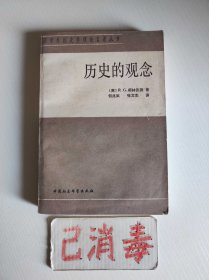 历史的观念
(英) R.G. 柯林武德 著
何兆武 张文杰 译
中国社会科学出版社
已消毒